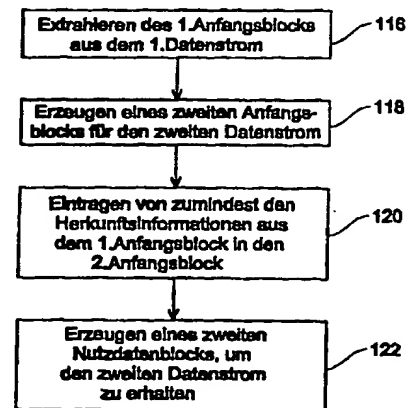 Extrahieren des 1.Anfangsblocks
aus dem 1.Datenstrom
116
Erzeugen eines zweiten Anfangs-
blocks für den zweiten Datenstrom
118
Eintragen von zumindest den
Herkunftsinformationen aus
dem 1.Anfangsblock in den
2.Anfangsblock
120
Erzeugen eines zweiten
Nutzdatenblocks, um
den zweiten Datenstrom
zu erhalten
122